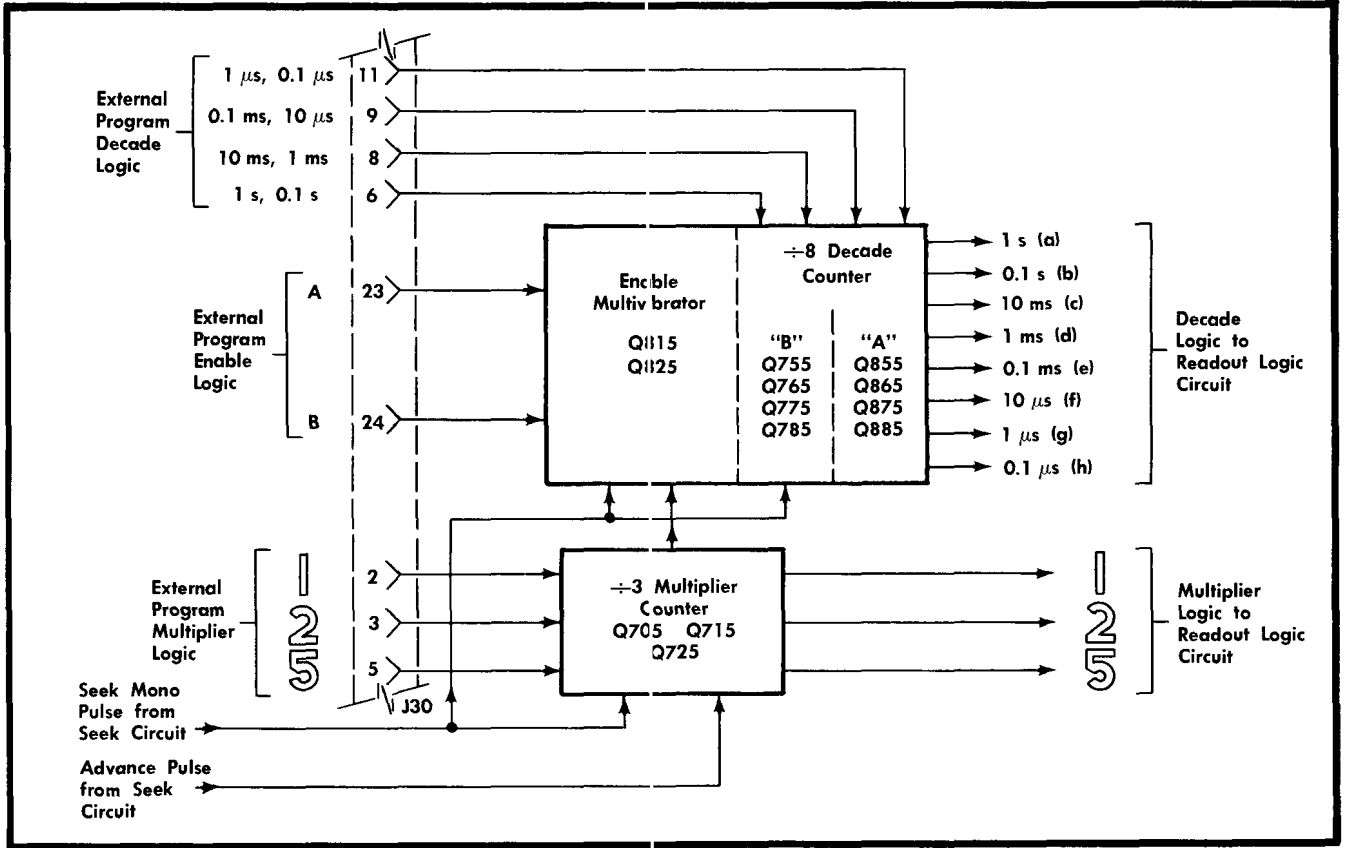 External
Program
Decade
Logic
1 μs, 0.1 μs
11
0.1 ms, 10 μs
9
10 ms, 1 ms
8
1 s, 0.1 s
6
External
Program
Enable
Logic
A
23
B
24
Enable
Multivibrator
Q815
Q825
÷8 Decade
Counter
"B"
Q755
Q765
Q775
Q785
"A"
Q855
Q865
Q875
Q885
1 s (a)
0.1 s (b)
10 ms (c)
1 ms (d)
0.1 ms (e)
10 μs (f)
1 μs (g)
0.1 μs (h)
Decade
Logic to
Readout Logic
Circuit
External
Program
Multiplier
Logic
1
2
5
2
3
5
J30
÷3 Multiplier
Counter
Q705 Q715
Q725
1
2
5
Multiplier
Logic to
Readout Logic
Circuit
Seek Mono
Pulse from
Seek Circuit
Advance Pulse
from Seek
Circuit